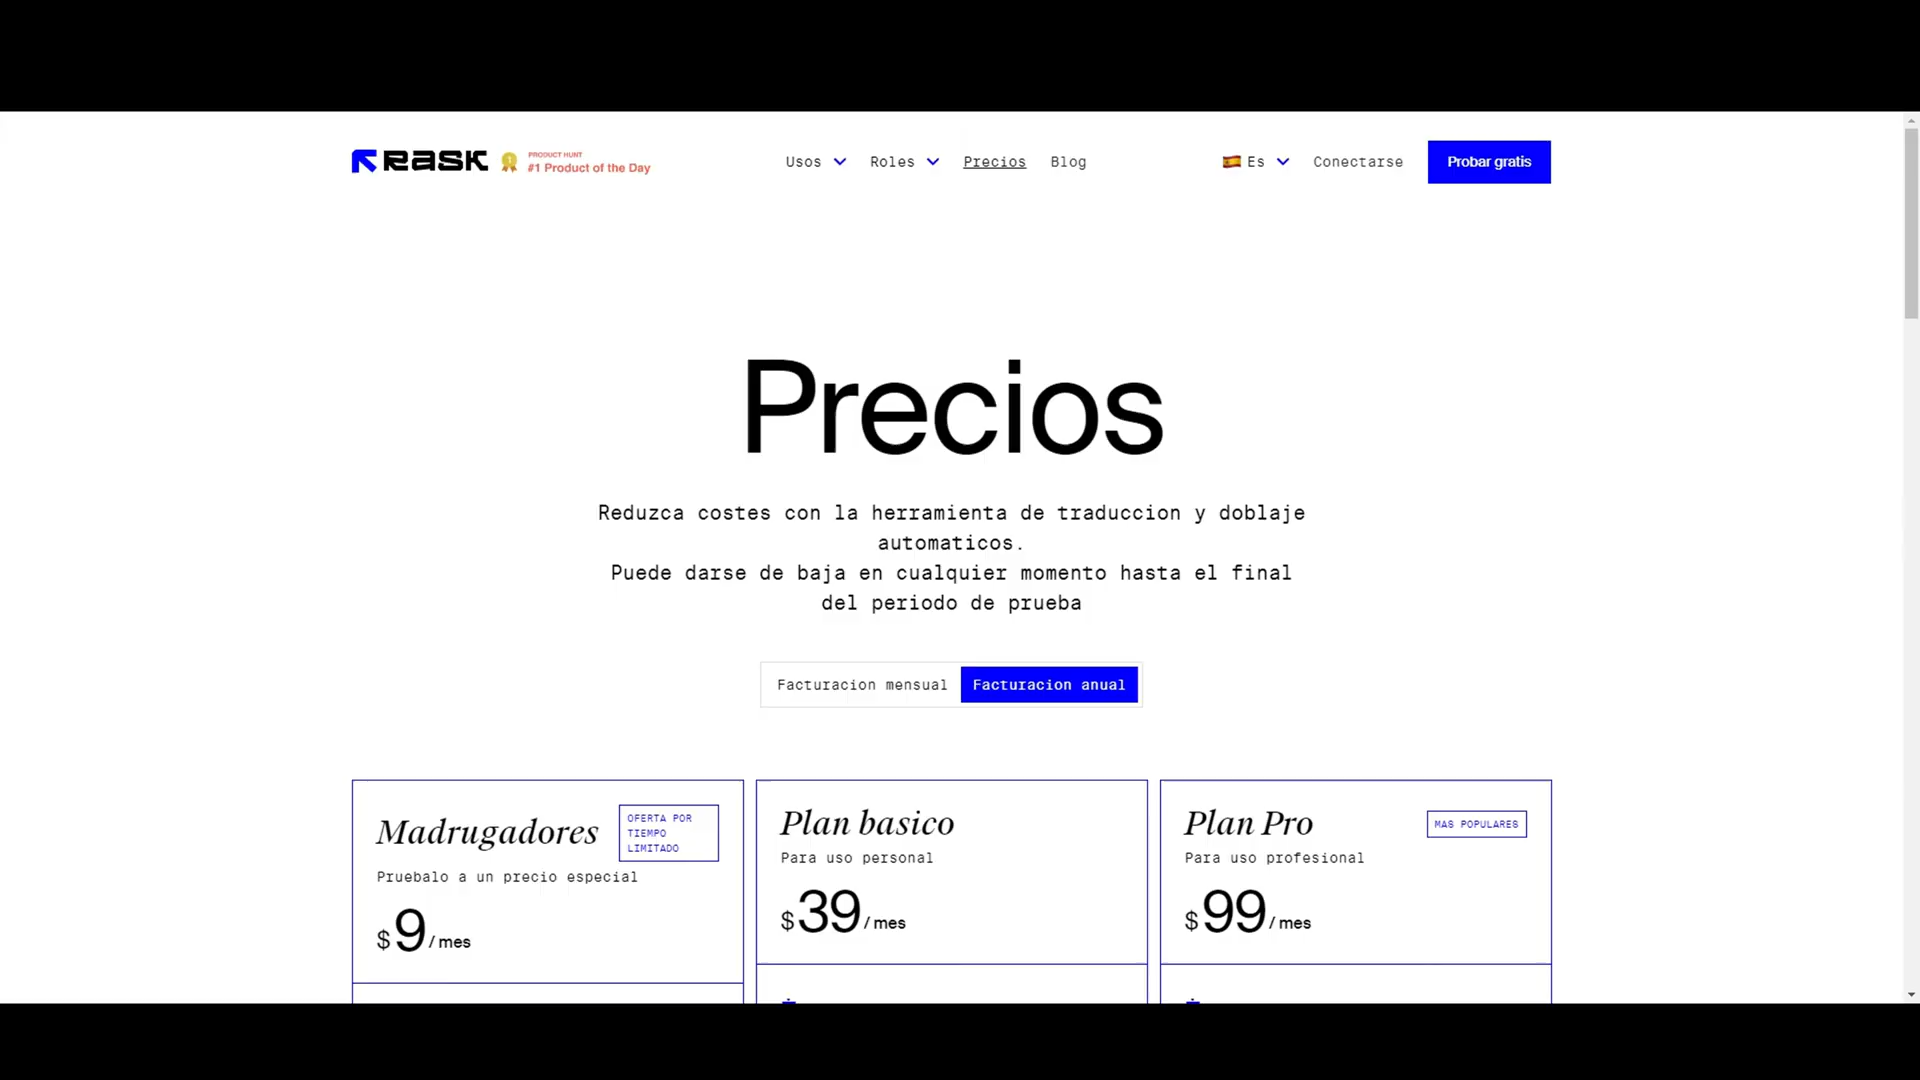 Rask
PRODUCT HUNT
#1 Product of the Day
Usos
Roles
Precios
Blog
Es
Conectarse
Probar gratis
Precios
Reduzca costes con la herramienta de traduccion y doblaje
automaticos.
Puede darse de baja en cualquier momento hasta el final
del periodo de prueba
Facturacion mensual
Facturacion anual
Madrugadores
OFERTA POR
TIEMPO
LIMITADO
Pruebalo a un precio especial
$9/ mes
Plan basico
Para uso personal
$39/ mes
Plan Pro
MAS POPULARES
Para uso profesional
$99/ mes